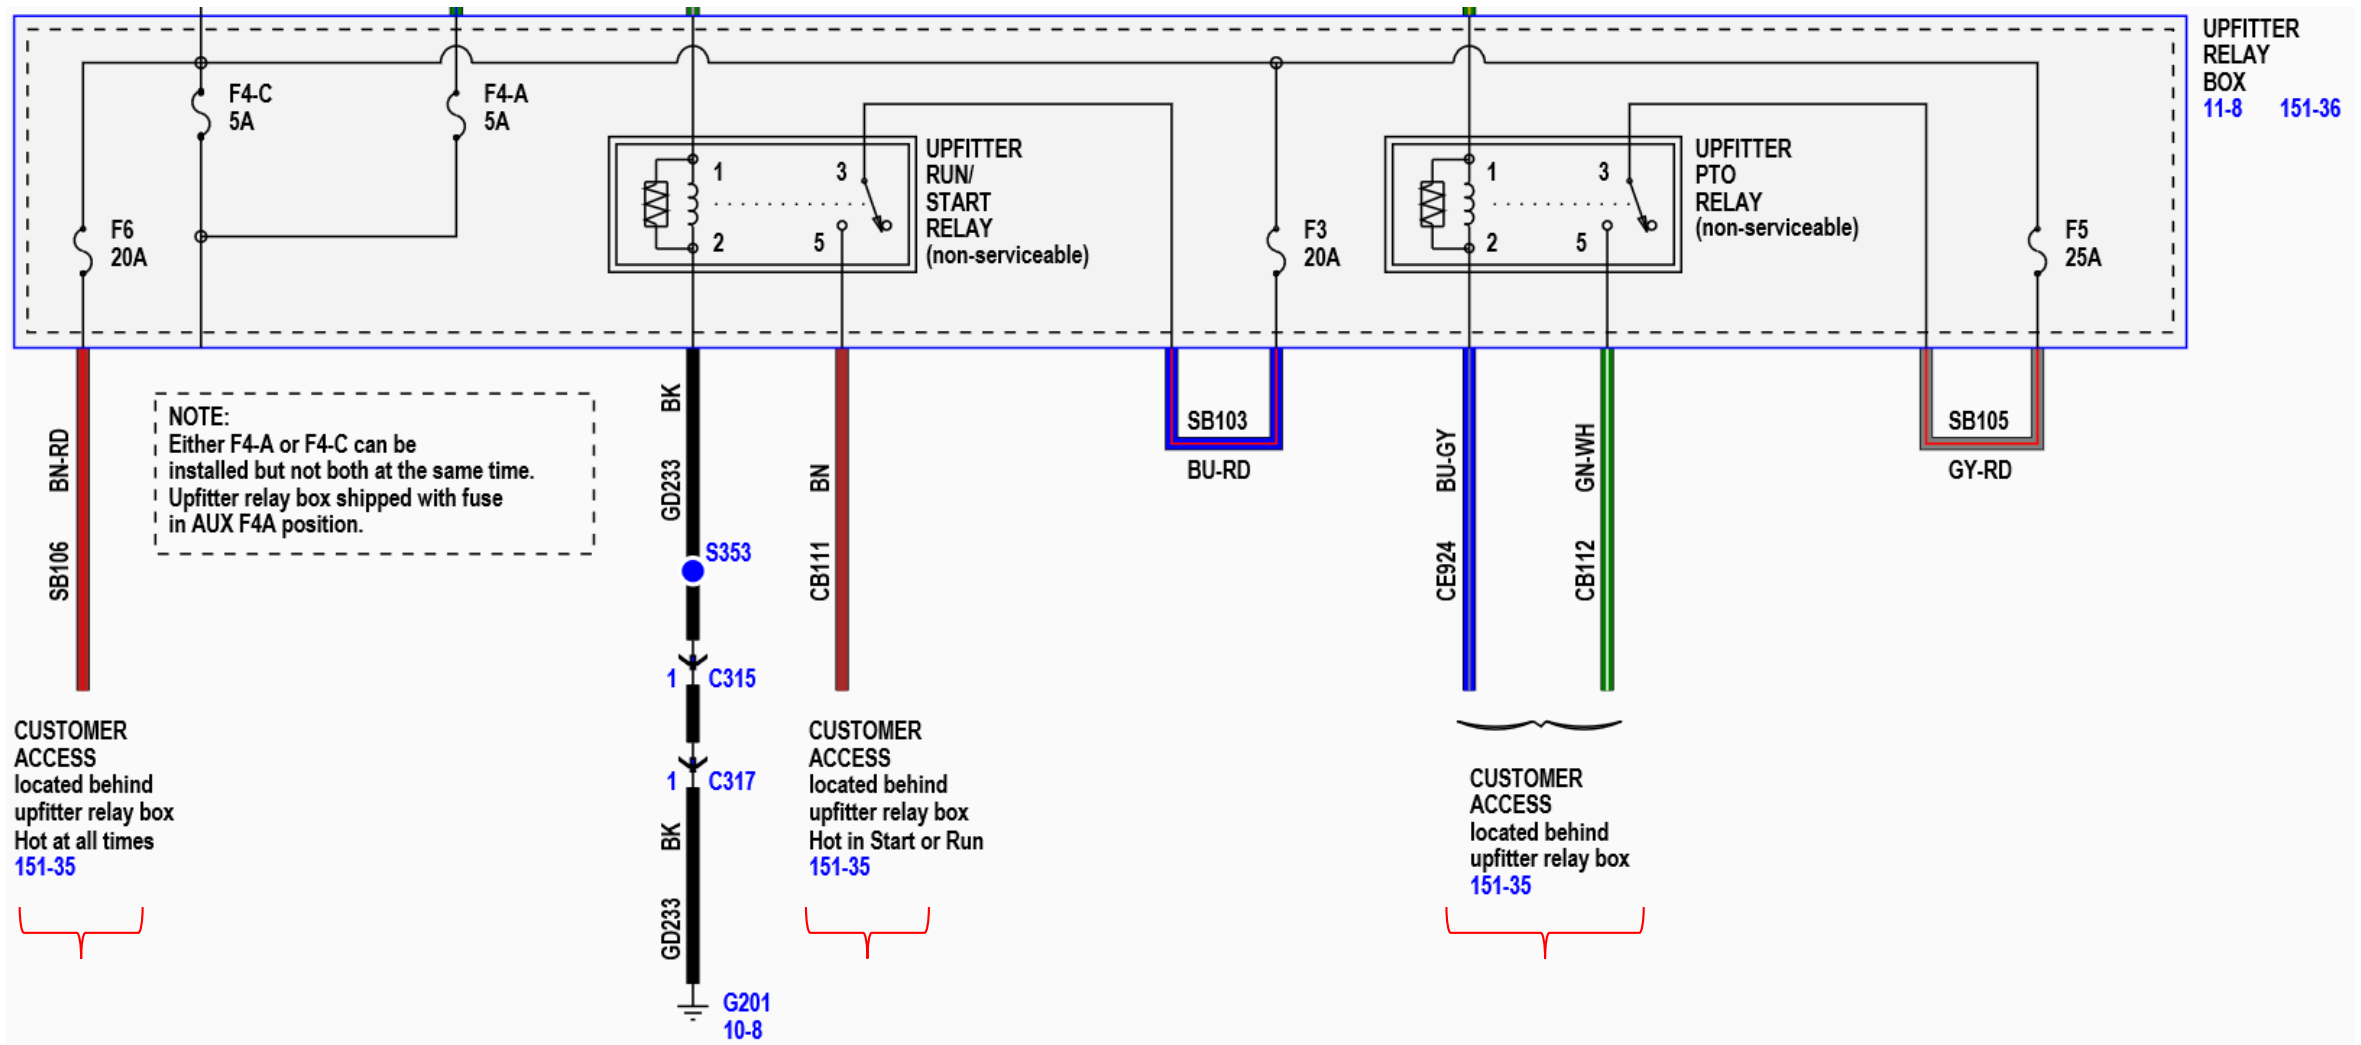 UPFITTER
RELAY
BOX
11-8 151-36
F4-C
5A
F4-A
5A
F6
20A
1
2
3
5
UPFITTER
RUN/
START
RELAY
(non-serviceable)
F3
20A
1
2
3
5
UPFITTER
PTO
RELAY
(non-serviceable)
F5
25A
BN-RD
SB106
NOTE:
Either F4-A or F4-C can be
installed but not both at the same time.
Upfitter relay box shipped with fuse
in AUX F4A position.
BK
GD233
S353
1 C315
1 C317
BK
GD233
G201
10-8
BN
CB111
SB103
BU-RD
BU-GY
CE924
GN-WH
CB112
SB105
GY-RD
CUSTOMER
ACCESS
located behind
upfitter relay box
Hot at all times
151-35
CUSTOMER
ACCESS
located behind
upfitter relay box
Hot in Start or Run
151-35
CUSTOMER
ACCESS
located behind
upfitter relay box
151-35